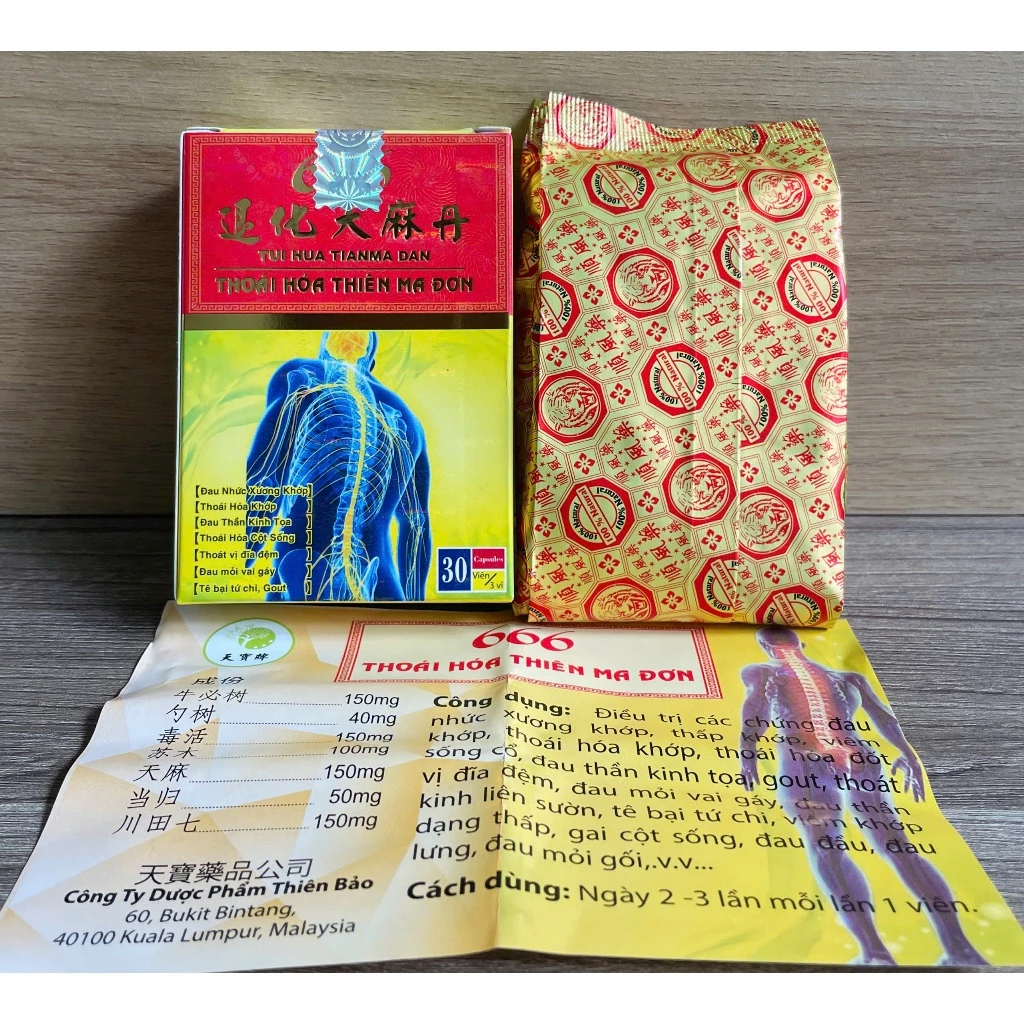 退化天麻丹
TUI HUA TIANMA DAN
THOÁI HÓA THIÊN MA ĐƠN
[Đau Nhức Xương Khớp]
[Thoái Hóa Khớp]
[Đau Thần Kinh Tọa]
[Thoái Hóa Cột Sống]
[Thoát vị đĩa đệm]
[Đau mỏi vai gáy]
[Tê bại tứ chi, Gout]
30 Capsules
Viên/3 vỉ
順風藥
100% Natural
天寶牌
666
THOÁI HÓA THIÊN MA ĐƠN
成份
牛必树 150mg
勺树 40mg
毒活 150mg
苏木 100mg
天麻 150mg
当归 50mg
川田七 150mg
天寶藥品公司
Công Ty Dược Phẩm Thiên Bảo
60, Bukit Bintang,
40100 Kuala Lumpur, Malaysia
Công dụng: Điều trị các chứng đau
nhức xương khớp, thấp khớp, viêm
khớp, thoái hóa khớp, thoái hóa đốt
sống cổ, đau thần kinh tọa, gout, thoát
vị đĩa đệm, đau mỏi vai gáy, đau thần
kinh liên sườn, tê bại tứ chi, viêm khớp
dạng thấp, gai cột sống, đau đầu, đau
lưng, đau mỏi gối,.v.v...
Cách dùng: Ngày 2 -3 lần mỗi lần 1 viên.